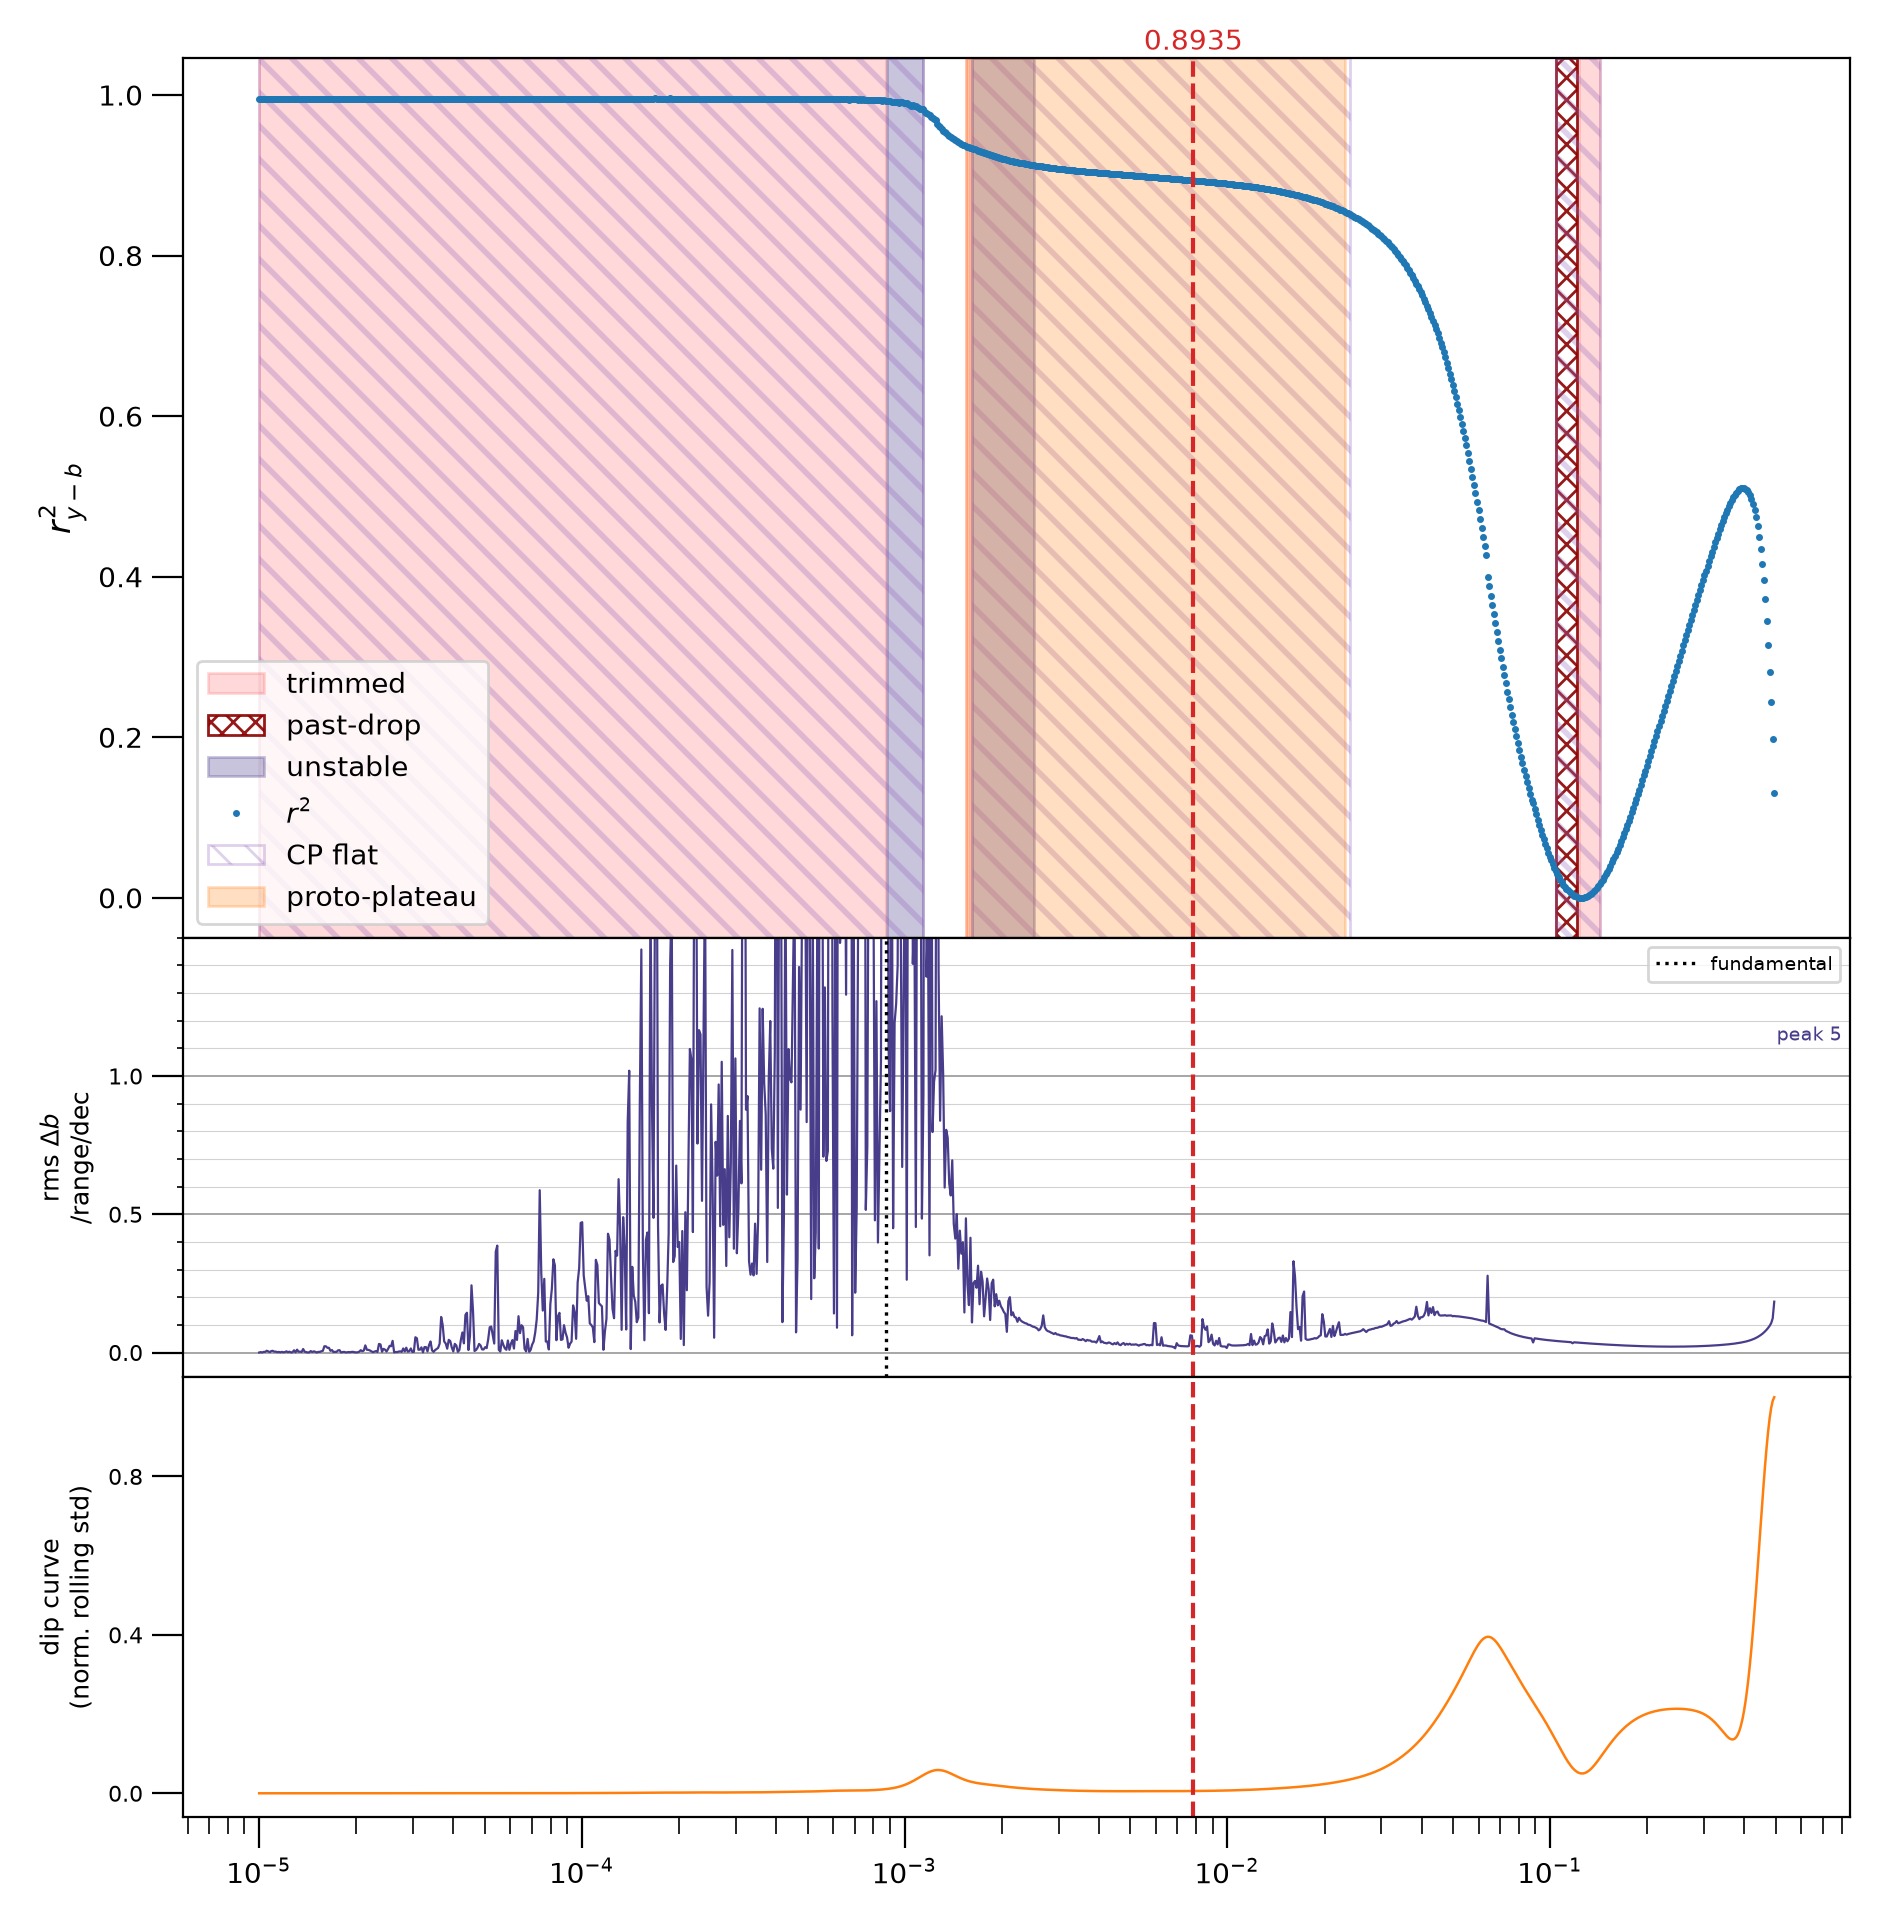 0.8935
1.0
0.8
0.6
0.4
0.2
0.0
r²_{y − b}
trimmed
past-drop
unstable
r²
CP flat
proto-plateau
fundamental
peak 5
1.0
0.5
0.0
rms Δb
/range/dec
0.8
0.4
0.0
dip curve
(norm. rolling std)
10⁻⁵
10⁻⁴
10⁻³
10⁻²
10⁻¹